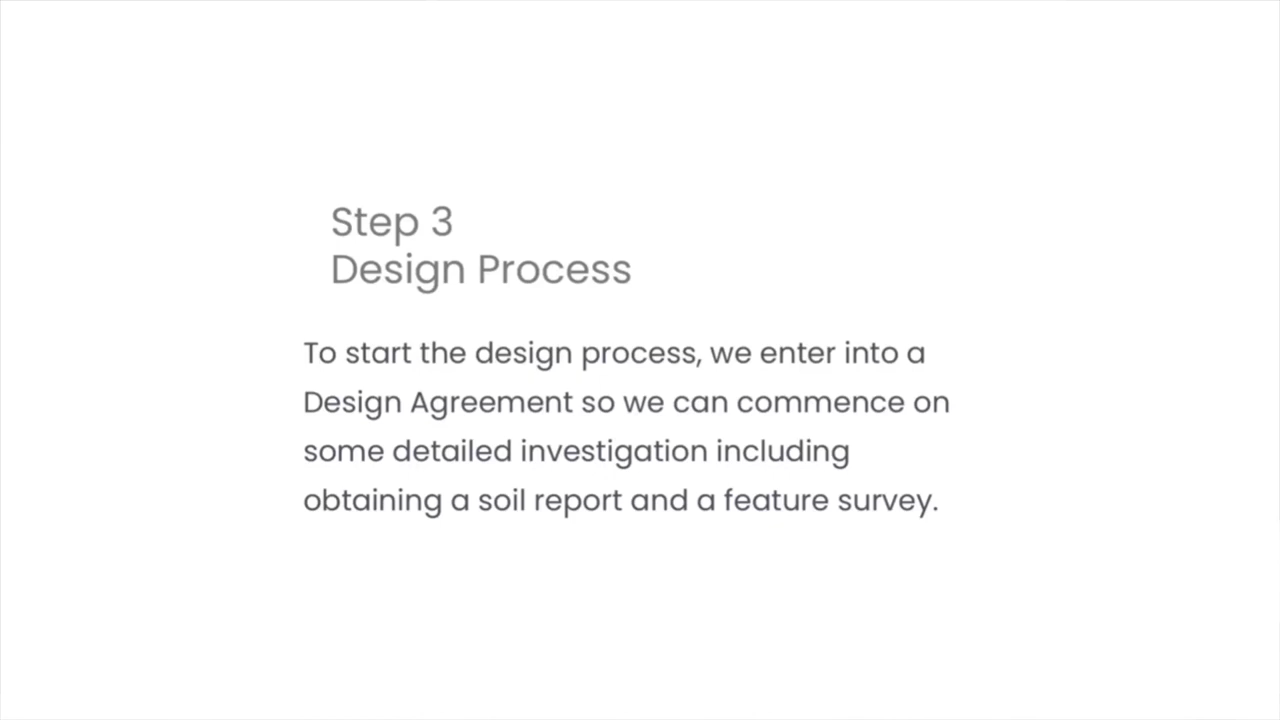 Step 3
Design Process
To start the design process, we enter into a
Design Agreement so we can commence on
some detailed investigation including
obtaining a soil report and a feature survey.